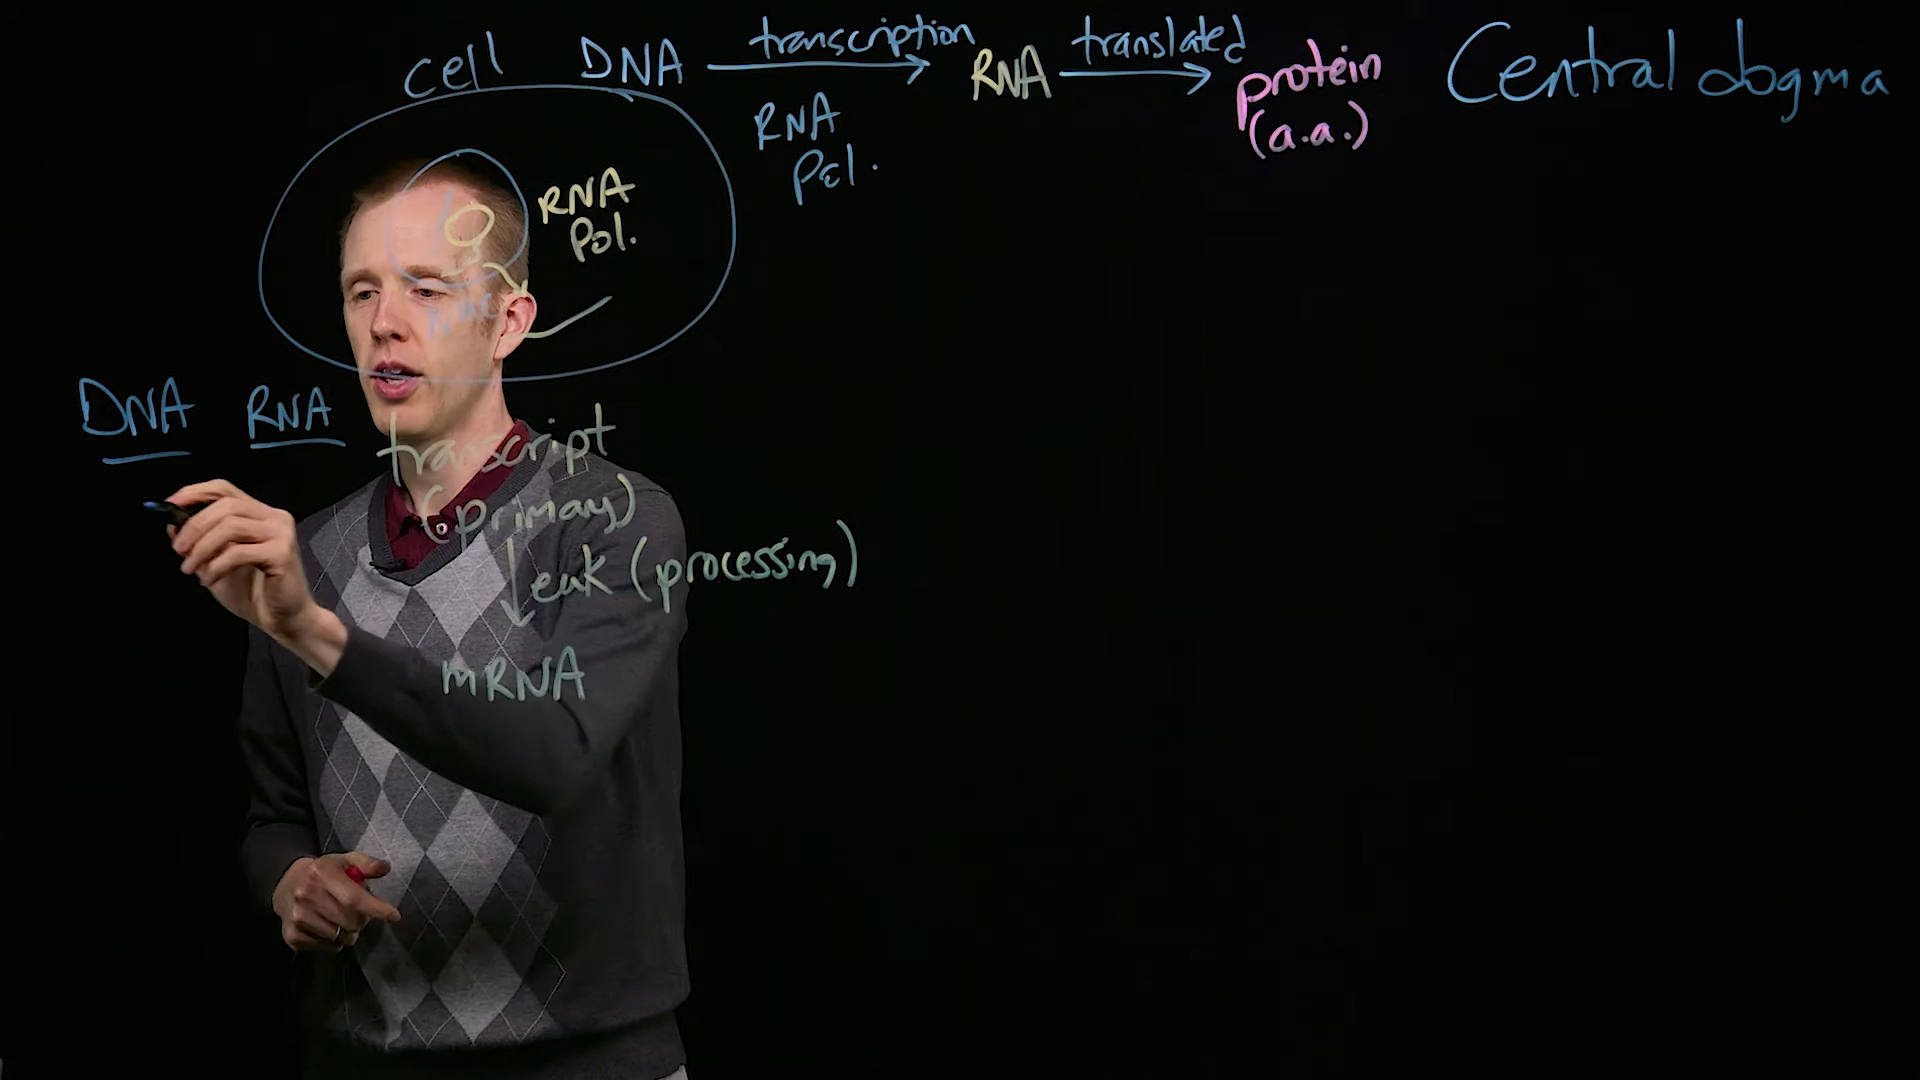 cell DNA transcription RNA translated protein Central dogma
(a.a.)
RNA
Pol.
RNA
Pol.
nuc
DNA RNA
transcript
(primary)
euk (processing)
mRNA